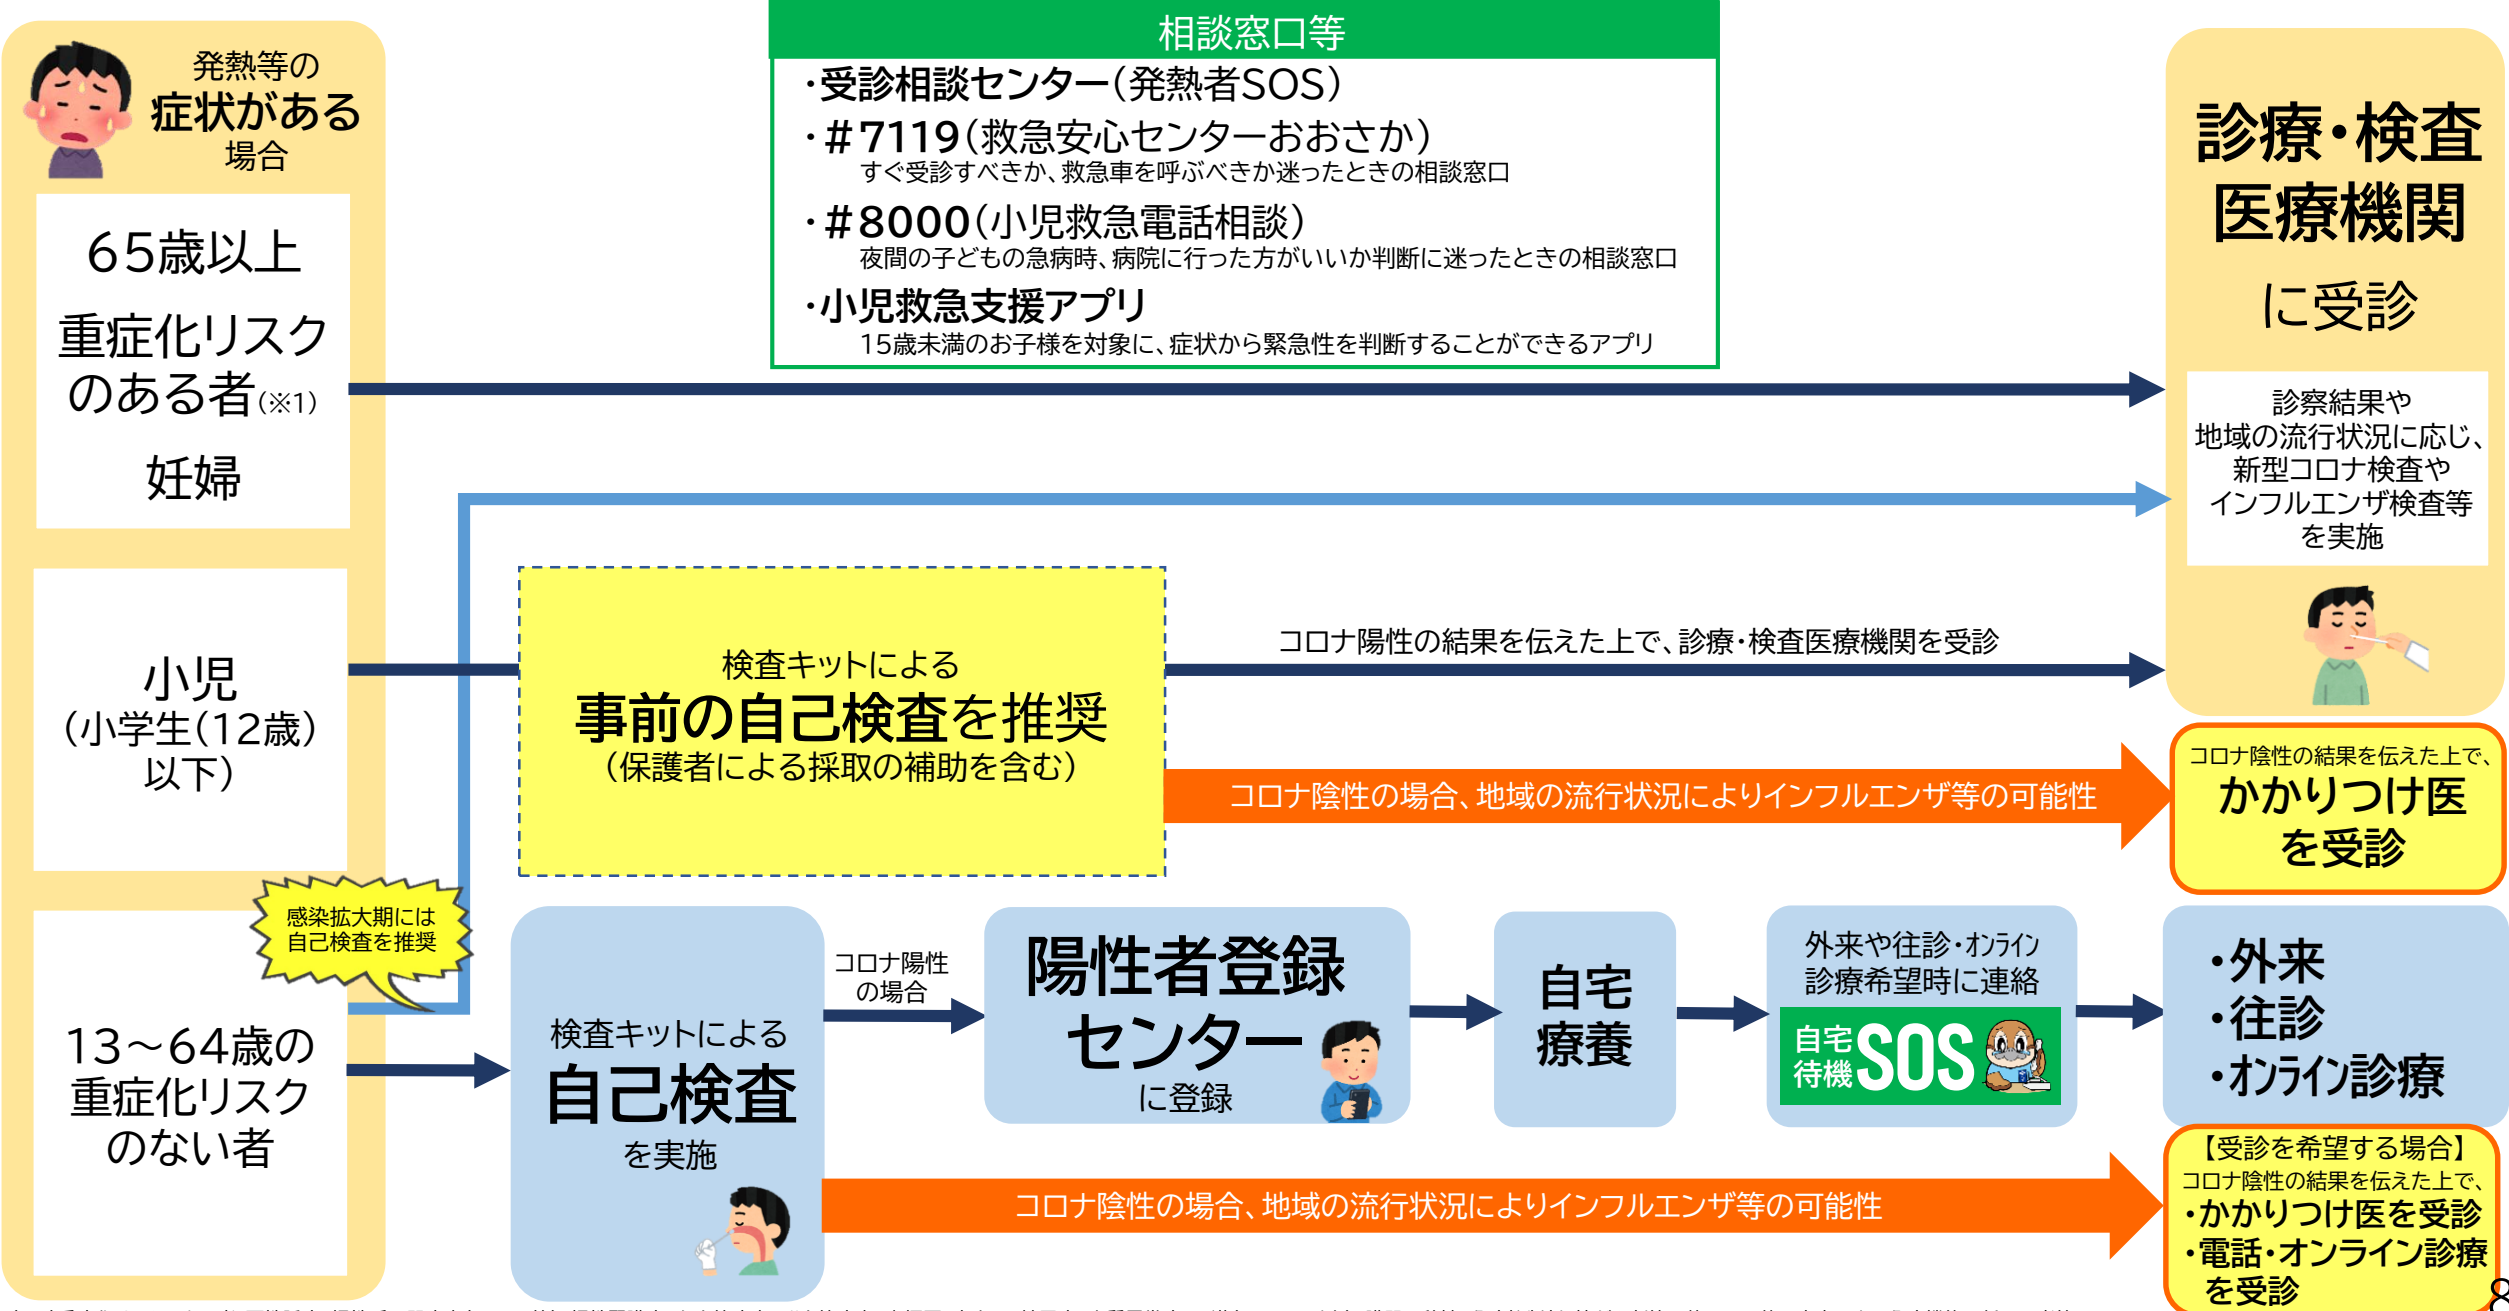 発熱等の
症状がある
場合
65歳以上
重症化リスク
のある者(※1)
妊婦
小児
(小学生(12歳)
以下)
感染拡大期には
自己検査を推奨
13～64歳の
重症化リスク
のない者
相談窓口等
・受診相談センター(発熱者SOS)
・#7119(救急安心センターおおさか)
すぐ受診すべきか、救急車を呼ぶべきか迷ったときの相談窓口
・#8000(小児救急電話相談)
夜間の子どもの急病時、病院に行った方がいいか判断に迷ったときの相談窓口
・小児救急支援アプリ
15歳未満のお子様を対象に、症状から緊急性を判断することができるアプリ
検査キットによる
事前の自己検査を推奨
(保護者による採取の補助を含む)
コロナ陽性の結果を伝えた上で、診療・検査医療機関を受診
コロナ陰性の場合、地域の流行状況によりインフルエンザ等の可能性
診療・検査
医療機関
に受診
診察結果や
地域の流行状況に応じ、
新型コロナ検査や
インフルエンザ検査等
を実施
コロナ陰性の結果を伝えた上で、
かかりつけ医
を受診
検査キットによる
自己検査
を実施
コロナ陽性
の場合
陽性者登録
センター
に登録
自宅
療養
外来や往診・オンライン
診療希望時に連絡
自宅
待機SOS
・外来
・往診
・オンライン診療
コロナ陰性の場合、地域の流行状況によりインフルエンザ等の可能性
【受診を希望する場合】
コロナ陰性の結果を伝えた上で、
・かかりつけ医を受診
・電話・オンライン診療
を受診